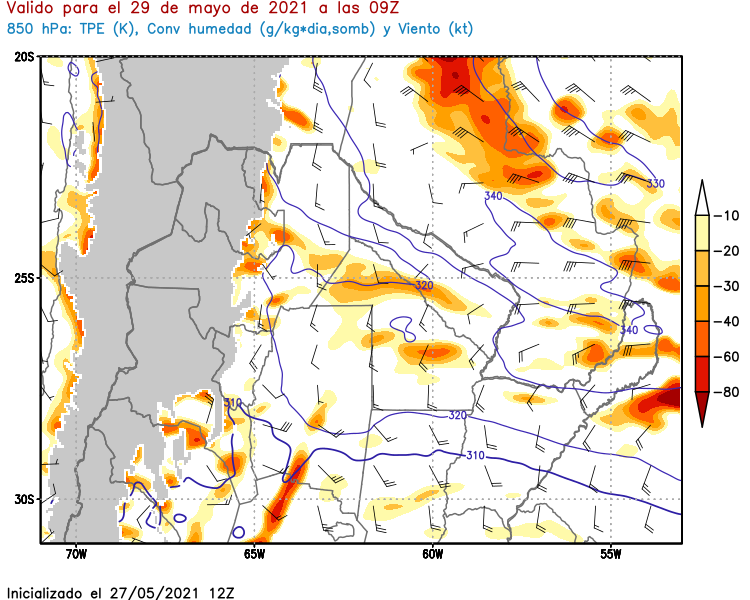 Valido para el 29 de mayo de 2021 a las 09Z
850 hPa: TPE (K), Conv humedad (g/kg*dia,somb) y Viento (kt)
20S
330
340
-10
-20
25S
320
-30
340
-40
-60
-80
310
320
310
30S
70W 65W 60W 55W
Inicializado el 27/05/2021 12Z